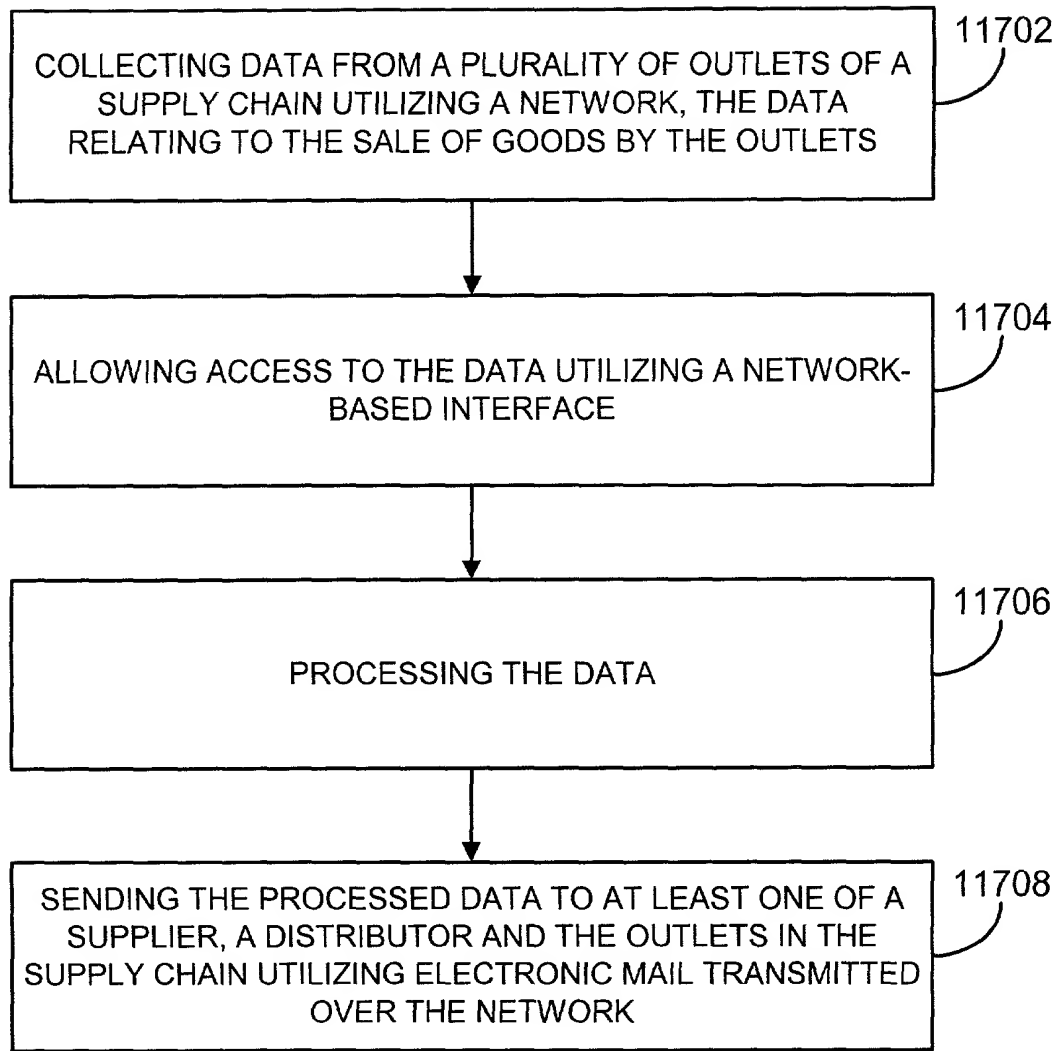 11702
COLLECTING DATA FROM A PLURALITY OF OUTLETS OF A
SUPPLY CHAIN UTILIZING A NETWORK, THE DATA
RELATING TO THE SALE OF GOODS BY THE OUTLETS
11704
ALLOWING ACCESS TO THE DATA UTILIZING A NETWORK-
BASED INTERFACE
11706
PROCESSING THE DATA
11708
SENDING THE PROCESSED DATA TO AT LEAST ONE OF A
SUPPLIER, A DISTRIBUTOR AND THE OUTLETS IN THE
SUPPLY CHAIN UTILIZING ELECTRONIC MAIL TRANSMITTED
OVER THE NETWORK